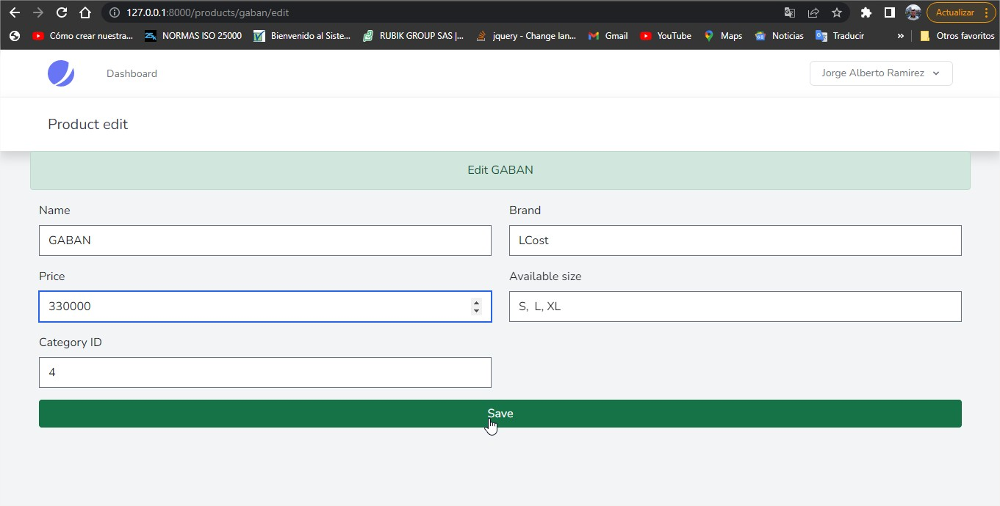 127.0.0.1:8000/products/gaban/edit
Actualizar
Cómo crear nuestra... 25k NORMAS ISO 25000 Bienvenido al Siste... RUBIK GROUP SAS |... jquery - Change lan... Gmail YouTube Maps Noticias Traducir » Otros favoritos
Dashboard
Jorge Alberto Ramirez
Product edit
Edit GABAN
Name
Brand
GABAN
LCost
Price
Available size
330000
S,  L, XL
Category ID
4
Save